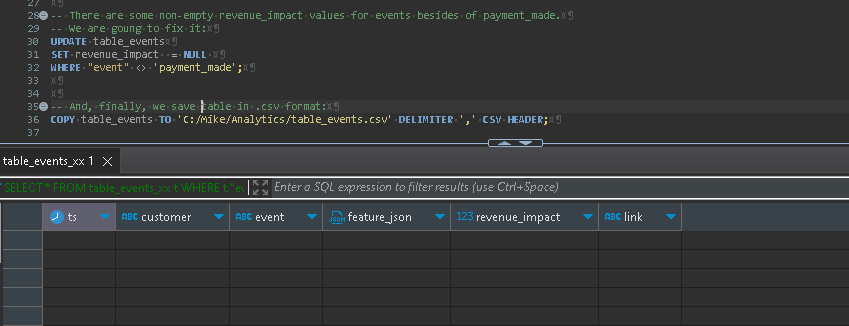 27
28 -- There are some non-empty revenue_impact values for events besides of payment_made.
29 -- We are goung to fix it:
30 UPDATE table_events
31 SET revenue_impact = NULL
32 WHERE "event" <> 'payment_made';
33
34
35 -- And, finally, we save table in .csv format:
36 COPY table_events TO 'C:/Mike/Analytics/table_events.csv' DELIMITER ',' CSV HEADER;
37
table_events_xx 1
SELECT * FROM table_events_xx t WHERE t."ev Enter a SQL expression to filter results (use Ctrl+Space)
ts ABC customer ABC event JSON feature_json 123 revenue_impact ABC link